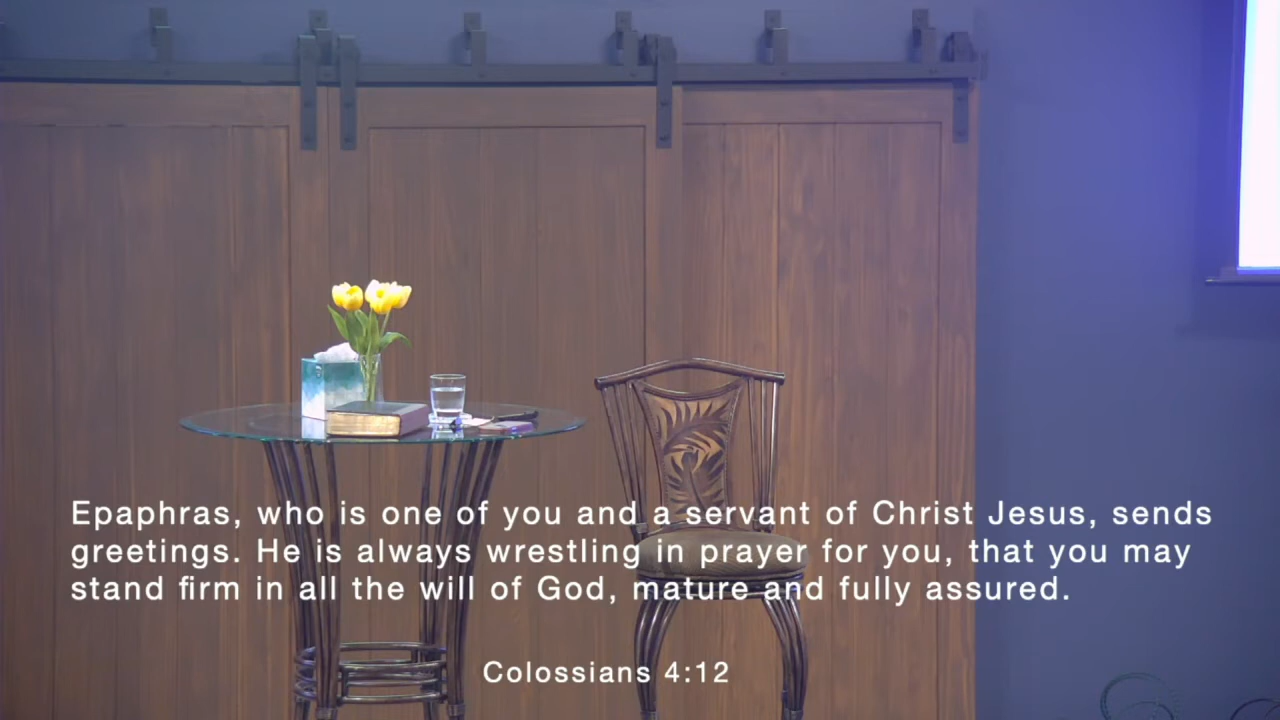 Epaphras, who is one of you and a servant of Christ Jesus, sends
greetings. He is always wrestling in prayer for you, that you may
stand firm in all the will of God, mature and fully assured.
Colossians 4:12